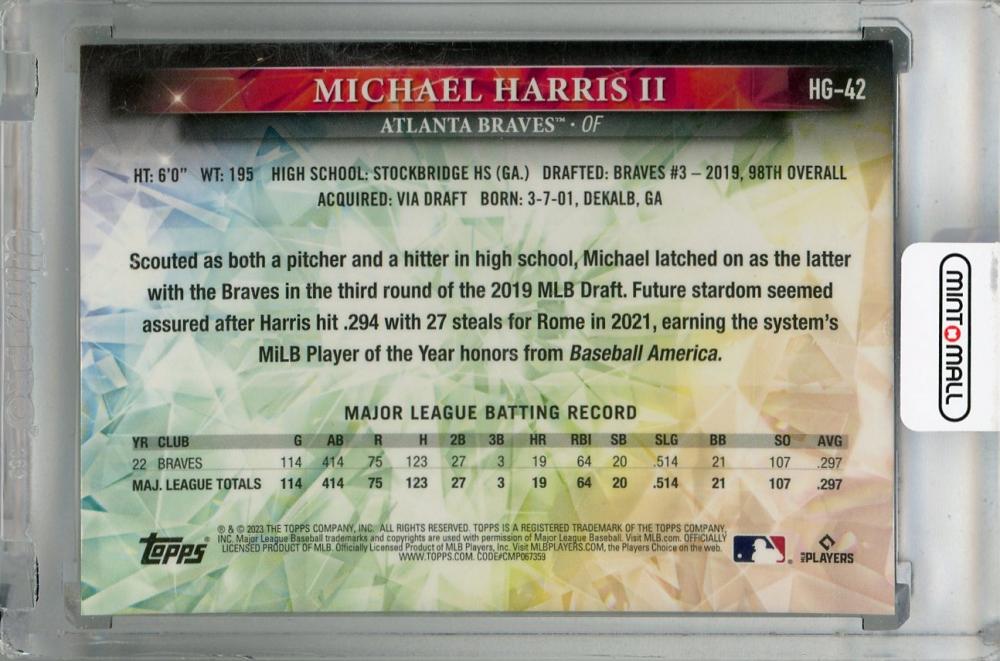 MICHAEL HARRIS II
HG-42
ATLANTA BRAVES™ · OF
HT: 6'0" WT: 195 HIGH SCHOOL: STOCKBRIDGE HS (GA.) DRAFTED: BRAVES #3 – 2019, 98TH OVERALL
ACQUIRED: VIA DRAFT BORN: 3-7-01, DEKALB, GA
Scouted as both a pitcher and a hitter in high school, Michael latched on as the latter
with the Braves in the third round of the 2019 MLB Draft. Future stardom seemed
assured after Harris hit .294 with 27 steals for Rome in 2021, earning the system's
MiLB Player of the Year honors from Baseball America.
MINT MALL
MAJOR LEAGUE BATTING RECORD
YR CLUB G AB R H 2B 3B HR RBI SB SLG BB SO AVG
22 BRAVES 114 414 75 123 27 3 19 64 20 .514 21 107 .297
MAJ. LEAGUE TOTALS 114 414 75 123 27 3 19 64 20 .514 21 107 .297
Topps®
® & © 2023 THE TOPPS COMPANY, INC. ALL RIGHTS RESERVED. TOPPS IS A REGISTERED TRADEMARK OF THE TOPPS COMPANY,
INC. Major League Baseball trademarks and copyrights are used with permission of Major League Baseball. Visit MLB.com. OFFICIALLY
LICENSED PRODUCT OF MLB. Officially Licensed Product of MLB Players, Inc. Visit MLBPLAYERS.COM, the Players Choice on the web.
WWW.TOPPS.COM. CODE#CMP067359
MLB PLAYERS